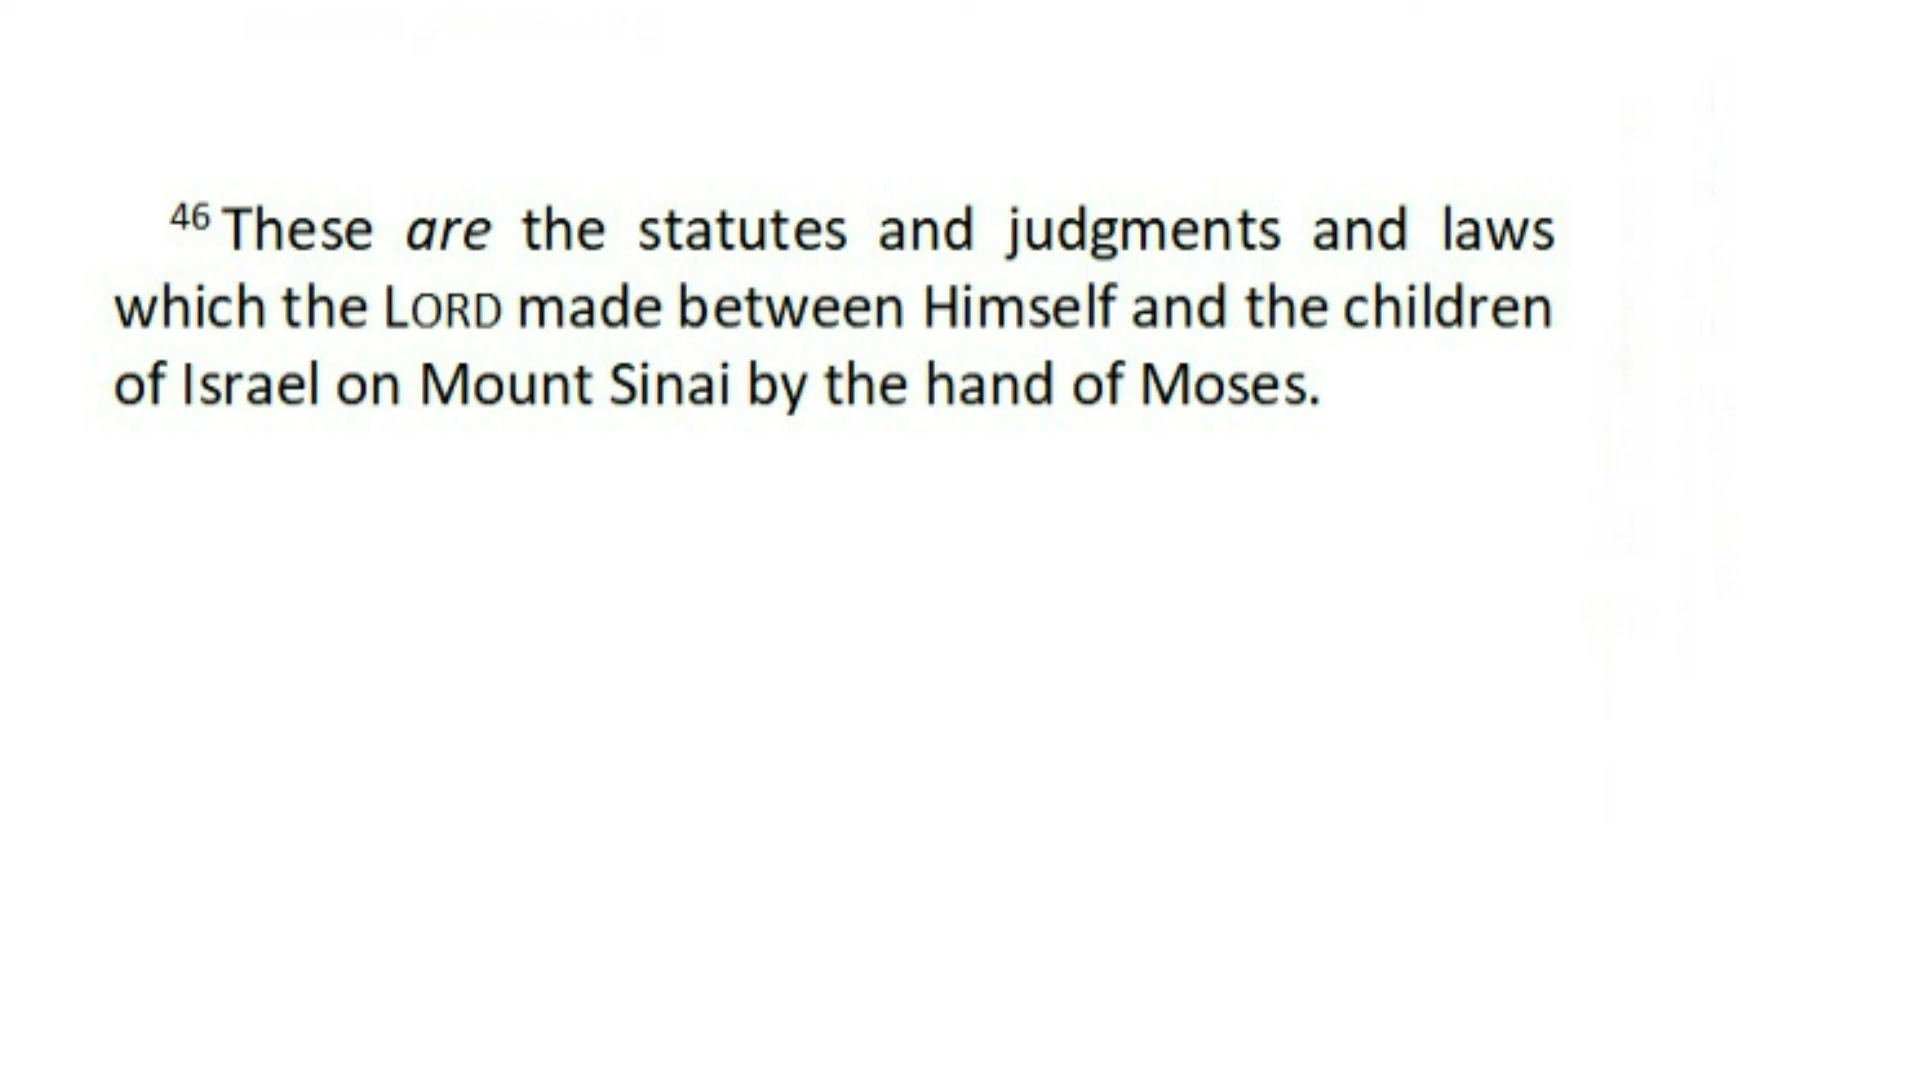 46 These are the statutes and judgments and laws
which the LORD made between Himself and the children
of Israel on Mount Sinai by the hand of Moses.